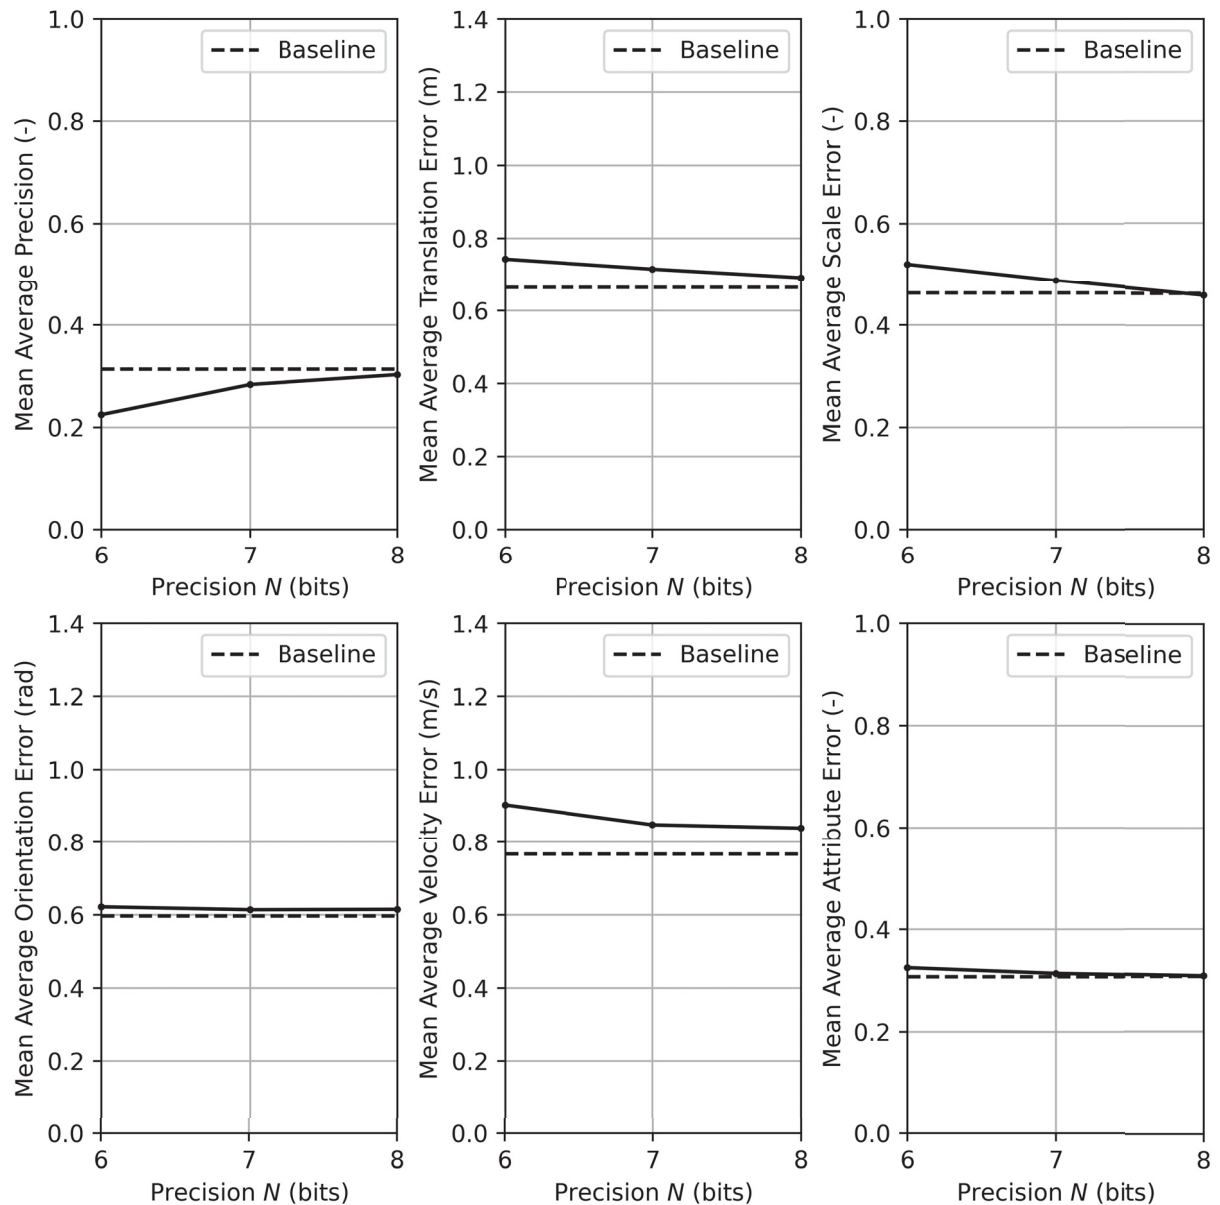 Mean Average Precision (-)
1.0
0.8
0.6
0.4
0.2
0.0
Baseline
6 7 8
Precision N (bits)
Mean Average Translation Error (m)
1.4
1.2
1.0
0.8
0.6
0.4
0.2
0.0
Baseline
6 7 8
Precision N (bits)
Mean Average Scale Error (-)
1.0
0.8
0.6
0.4
0.2
0.0
Baseline
6 7 8
Precision N (bits)
Mean Average Orientation Error (rad)
1.4
1.2
1.0
0.8
0.6
0.4
0.2
0.0
Baseline
6 7 8
Precision N (bits)
Mean Average Velocity Error (m/s)
1.4
1.2
1.0
0.8
0.6
0.4
0.2
0.0
Baseline
6 7 8
Precision N (bits)
Mean Average Attribute Error (-)
1.0
0.8
0.6
0.4
0.2
0.0
Baseline
6 7 8
Precision N (bits)